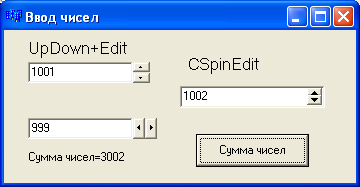 Ввод чисел
UpDown+Edit
1001
CSpinEdit
1002
999
Сумма чисел=3002
Сумма чисел